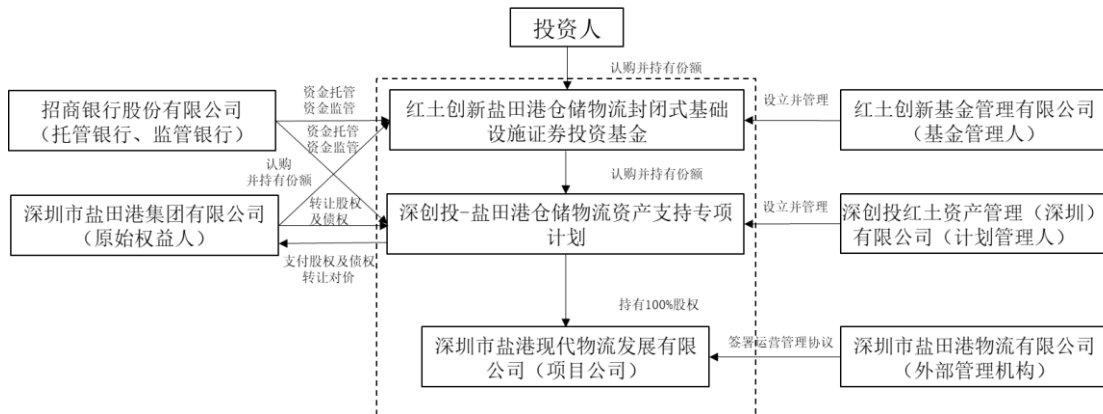 投资人
认购并持有份额
招商银行股份有限公司
（托管银行、监管银行）
资金托管
资金监管
资金托管
资金监管
红土创新盐田港仓储物流封闭式基础
设施证券投资基金
设立并管理
红土创新基金管理有限公司
（基金管理人）
认购
并持有份额
认购并持有份额
深圳市盐田港集团有限公司
（原始权益人）
转让股权
及债权
支付股权及债权
转让对价
深创投-盐田港仓储物流资产支持专项
计划
设立并管理
深创投红土资产管理（深圳）
有限公司（计划管理人）
持有100%股权
深圳市盐港现代物流发展有限
公司（项目公司）
签署运营管理协议
深圳市盐田港物流有限公司
（外部管理机构）